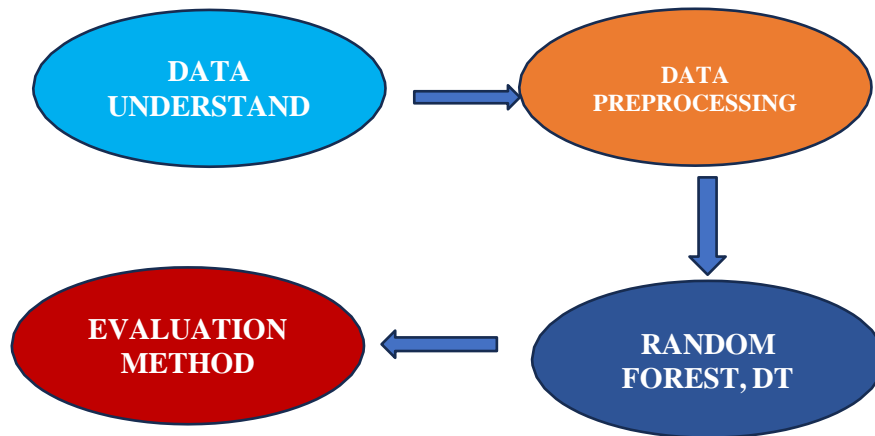 DATA
UNDERSTAND
DATA
PREPROCESSING
RANDOM
FOREST, DT
EVALUATION
METHOD